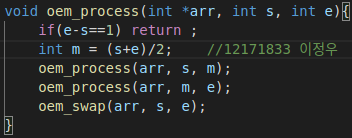 void oem_process(int *arr, int s, int e){
    if(e-s==1) return ;
    int m = (s+e)/2;    //12171833 이정우
    oem_process(arr, s, m);
    oem_process(arr, m, e);
    oem_swap(arr, s, e);
}